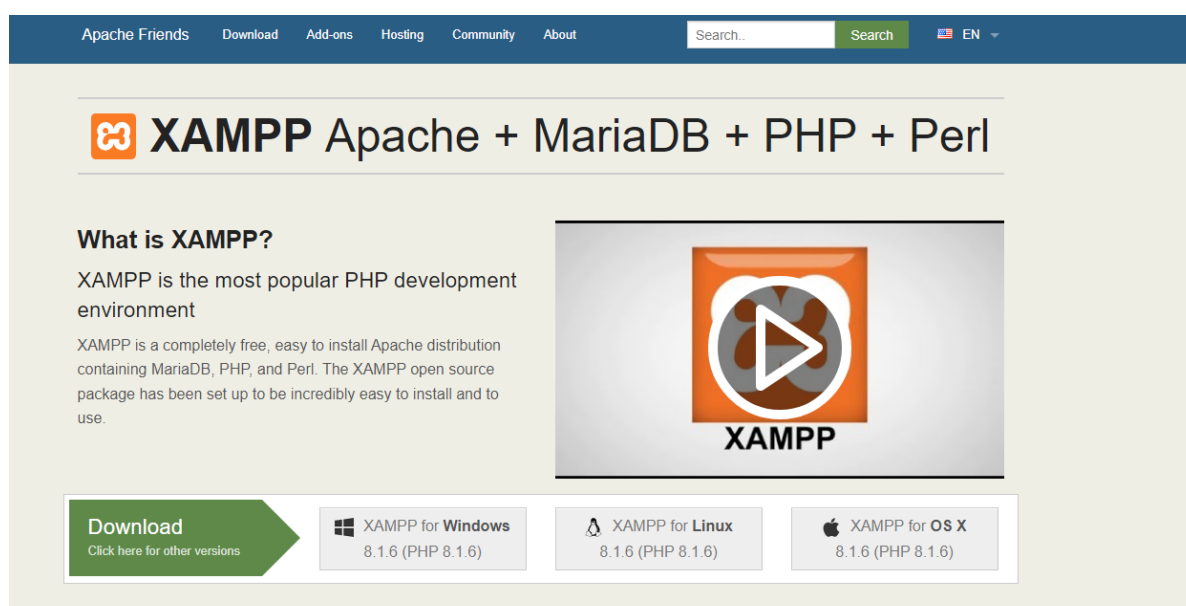 Apache Friends Download Add-ons Hosting Community About Search.. Search EN
XAMPP Apache + MariaDB + PHP + Perl
What is XAMPP?
XAMPP is the most popular PHP development
environment
XAMPP is a completely free, easy to install Apache distribution
containing MariaDB, PHP, and Perl. The XAMPP open source
package has been set up to be incredibly easy to install and to
use.
XAMPP
Download
Click here for other versions
XAMPP for Windows
8.1.6 (PHP 8.1.6)
XAMPP for Linux
8.1.6 (PHP 8.1.6)
XAMPP for OS X
8.1.6 (PHP 8.1.6)